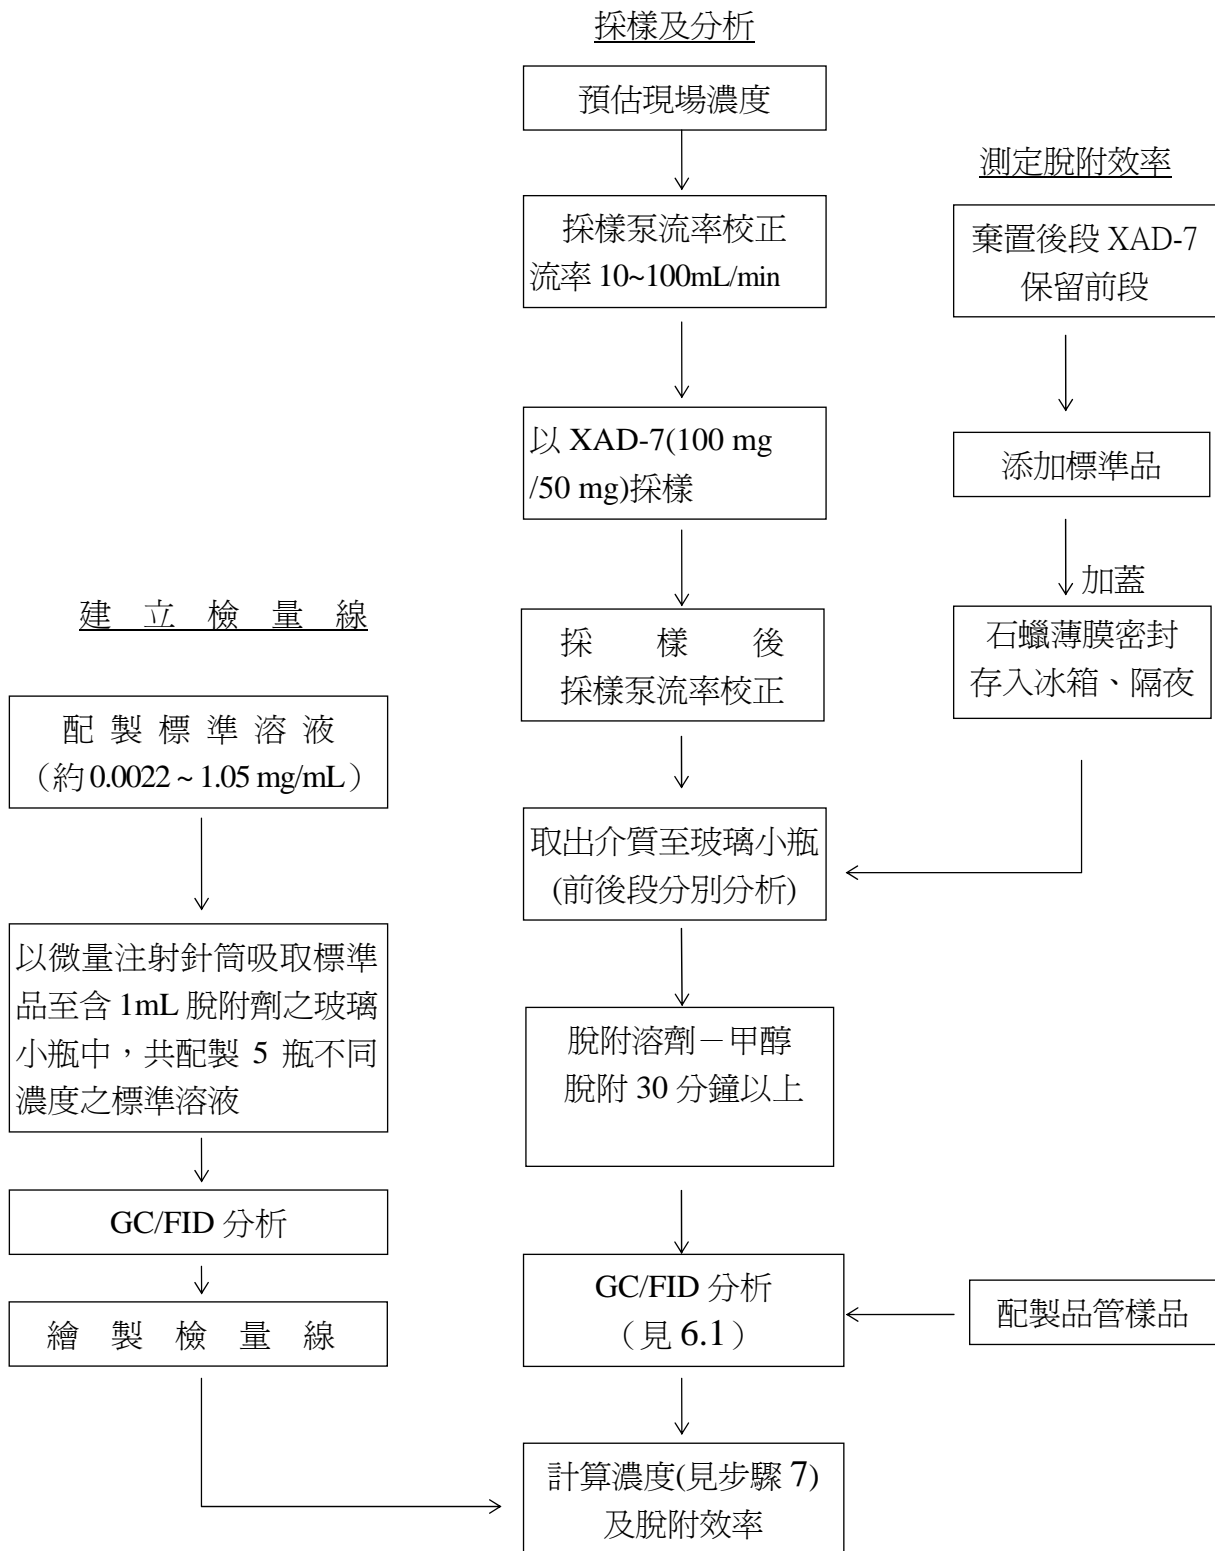 採樣及分析
預估現場濃度
採樣泵流率校正
流率10~100mL/min
以 XAD-7(100 mg
/50 mg)採樣
採樣後
採樣泵流率校正
取出介質至玻璃小瓶
(前後段分別分析)
脫附溶劑－甲醇
脫附 30 分鐘以上
GC/FID 分析
（見 6.1）
計算濃度(見步驟 7)
及脫附效率
測定脫附效率
棄置後段 XAD-7
保留前段
添加標準品
加蓋
石蠟薄膜密封
存入冰箱、隔夜
配製品管樣品
建立檢量線
配製標準溶液
（約 0.0022 ~ 1.05 mg/mL）
以微量注射針筒吸取標準
品至含 1mL 脫附劑之玻璃
小瓶中，共配製 5 瓶不同
濃度之標準溶液
GC/FID 分析
繪製檢量線